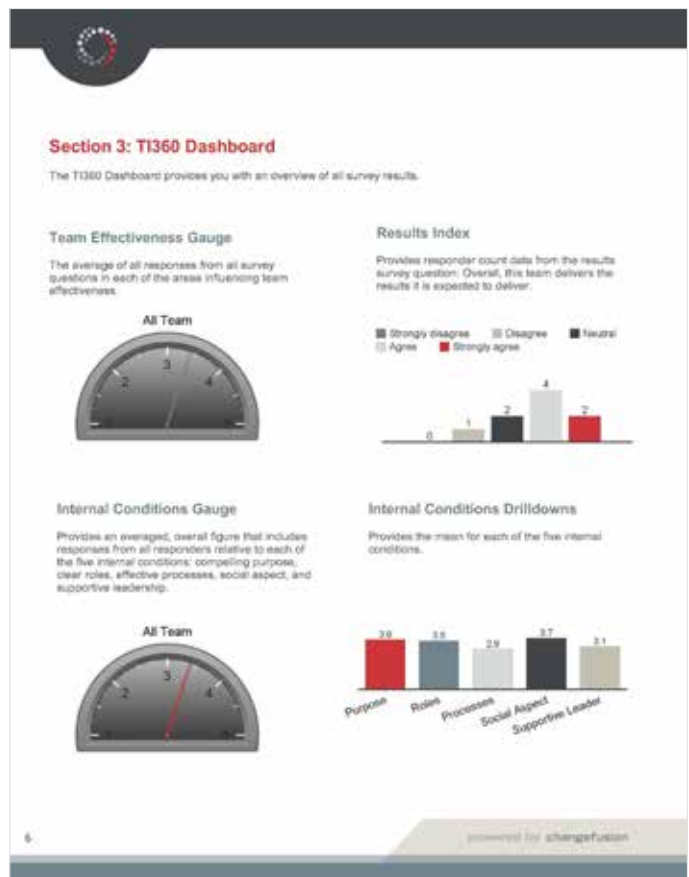 Section 3: TI360 Dashboard
The TI360 Dashboard provides you with an overview of all survey results.
Team Effectiveness Gauge
The average of all responses from all survey
questions in each of the areas influencing team
effectiveness.
All Team
2
3
4
Results Index
Provides responder count data from the results
survey question: Overall, this team delivers the
results it is expected to deliver.
Strongly disagree Disagree Neutral
Agree Strongly agree
0
1
2
4
2
Internal Conditions Gauge
Provides an averaged, overall figure that includes
responses from all responders relative to each of
the five internal conditions: compelling purpose,
clear roles, effective processes, social aspect, and
supportive leadership.
All Team
2
3
4
Internal Conditions Drilldowns
Provides the mean for each of the five internal
conditions.
2.9
3.7
3.1
Purpose
Roles
Processes
Social Aspect
Supportive Leader
6
powered by changefusion